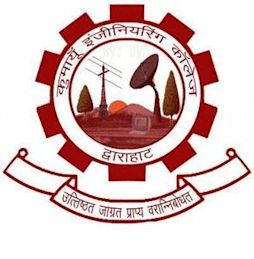 कुमायूँ इंजीनियरिंग कॉलेज
द्वाराहाट
उत्तिष्ठत जाग्रत प्राप्य वरान्निबोधत